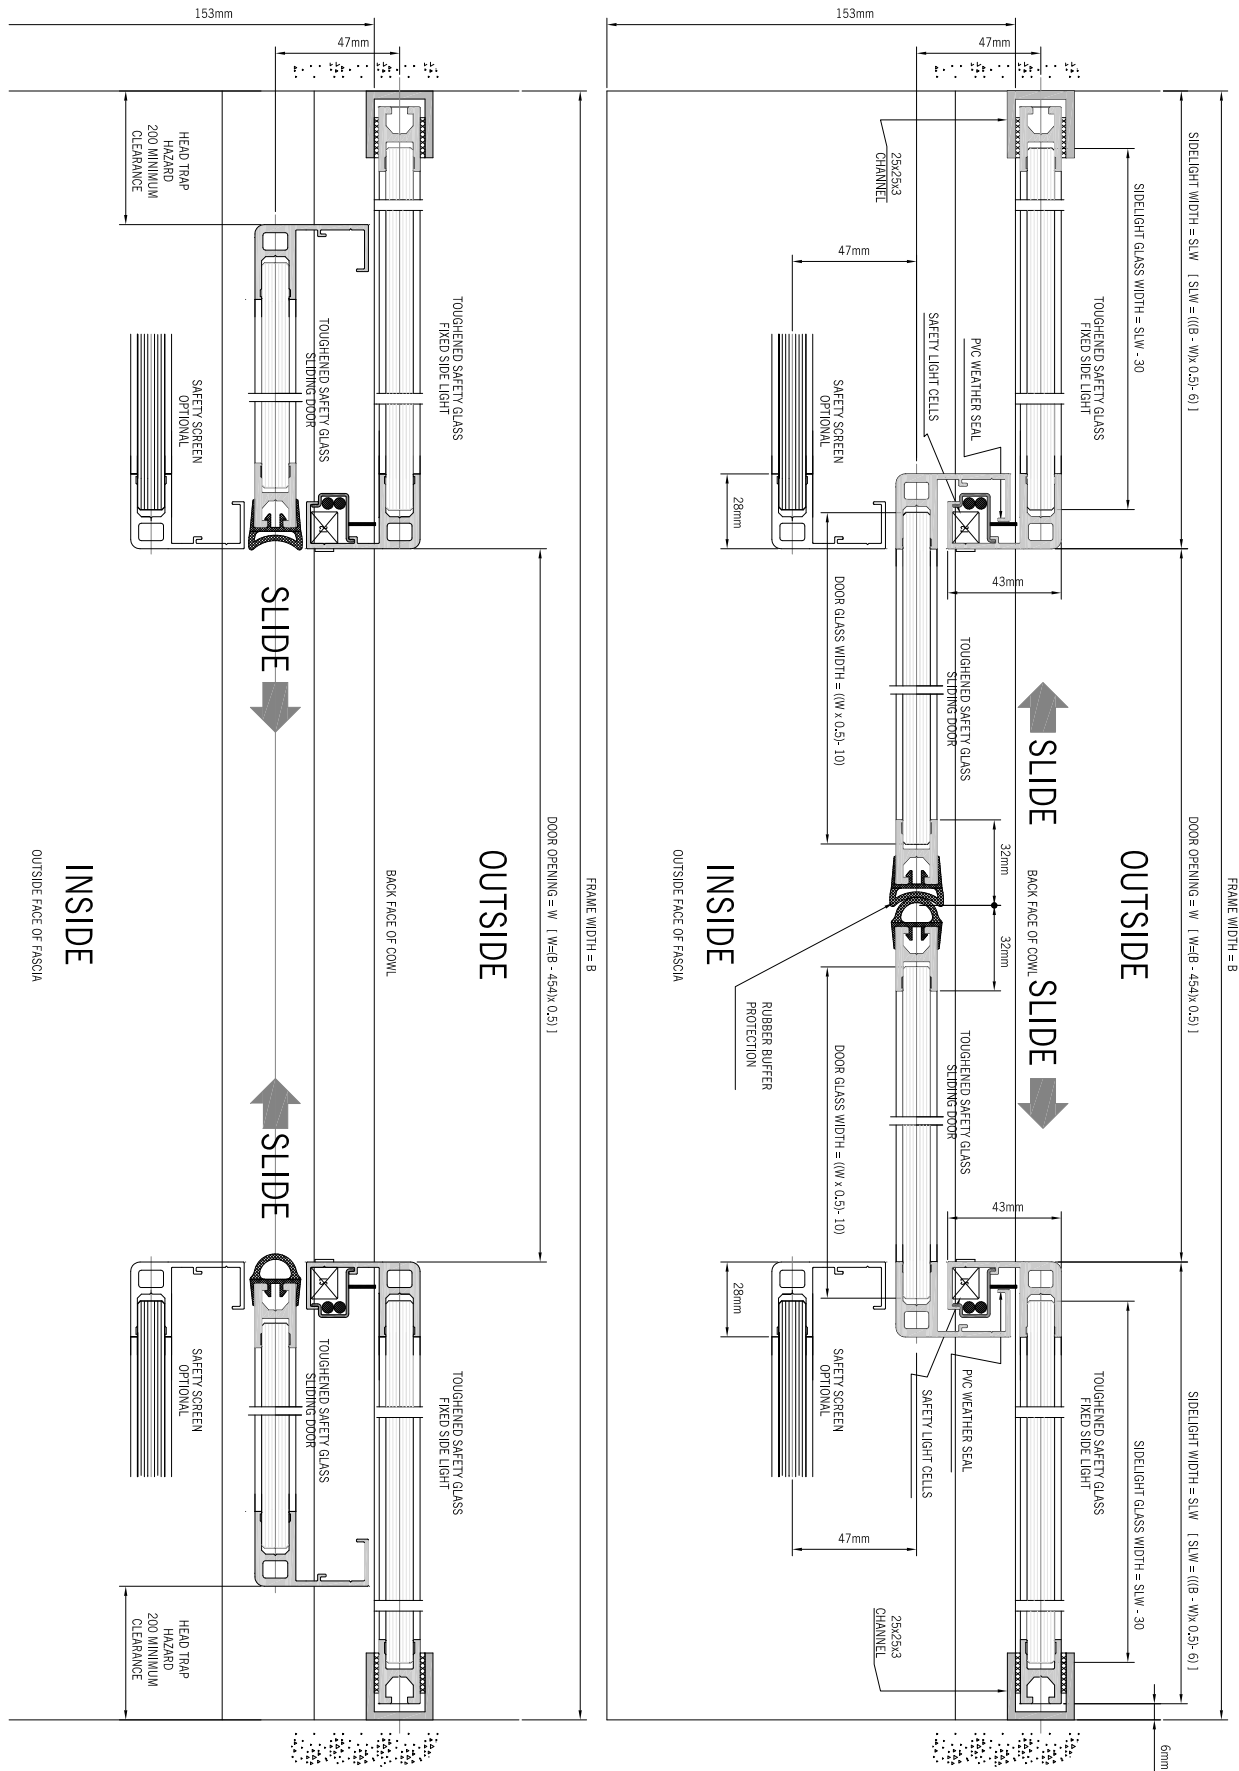 153mm
47mm
153mm
47mm
HEAD TRAP
HAZARD
200 MINIMUM
CLEARANCE
25x25x3
CHANNEL
SIDELIGHT WIDTH = SLW [ SLW = (((B - W)x 0.5)- 6) ]
SIDELIGHT GLASS WIDTH = SLW - 30
47mm
TOUGHENED SAFETY GLASS
FIXED SIDE LIGHT
TOUGHENED SAFETY GLASS
SLIDING DOOR
SAFETY SCREEN
OPTIONAL
TOUGHENED SAFETY GLASS
FIXED SIDE LIGHT
PVC WEATHER SEAL
SAFETY LIGHT CELLS
SAFETY SCREEN
OPTIONAL
28mm
43mm
SLIDE
DOOR GLASS WIDTH = ((W x 0.5)- 10)
TOUGHENED SAFETY GLASS
SLIDING DOOR
SLIDE
32mm
FRAME WIDTH = B
DOOR OPENING = W [ W=(B - 454)x 0.5) ]
OUTSIDE
BACK FACE OF COWL
INSIDE
OUTSIDE FACE OF FASCIA
FRAME WIDTH = B
DOOR OPENING = W [ W=(B - 454)x 0.5) ]
OUTSIDE
BACK FACE OF COWL
INSIDE
OUTSIDE FACE OF FASCIA
32mm
SLIDE
RUBBER BUFFER
PROTECTION
TOUGHENED SAFETY GLASS
SLIDING DOOR
DOOR GLASS WIDTH = ((W x 0.5)- 10)
SLIDE
43mm
28mm
TOUGHENED SAFETY GLASS
FIXED SIDE LIGHT
TOUGHENED SAFETY GLASS
SLIDING DOOR
SAFETY SCREEN
OPTIONAL
TOUGHENED SAFETY GLASS
FIXED SIDE LIGHT
PVC WEATHER SEAL
SAFETY LIGHT CELLS
SAFETY SCREEN
OPTIONAL
SIDELIGHT WIDTH = SLW [ SLW = (((B - W)x 0.5)- 6) ]
SIDELIGHT GLASS WIDTH = SLW - 30
47mm
HEAD TRAP
HAZARD
200 MINIMUM
CLEARANCE
25x25x3
CHANNEL
6mm